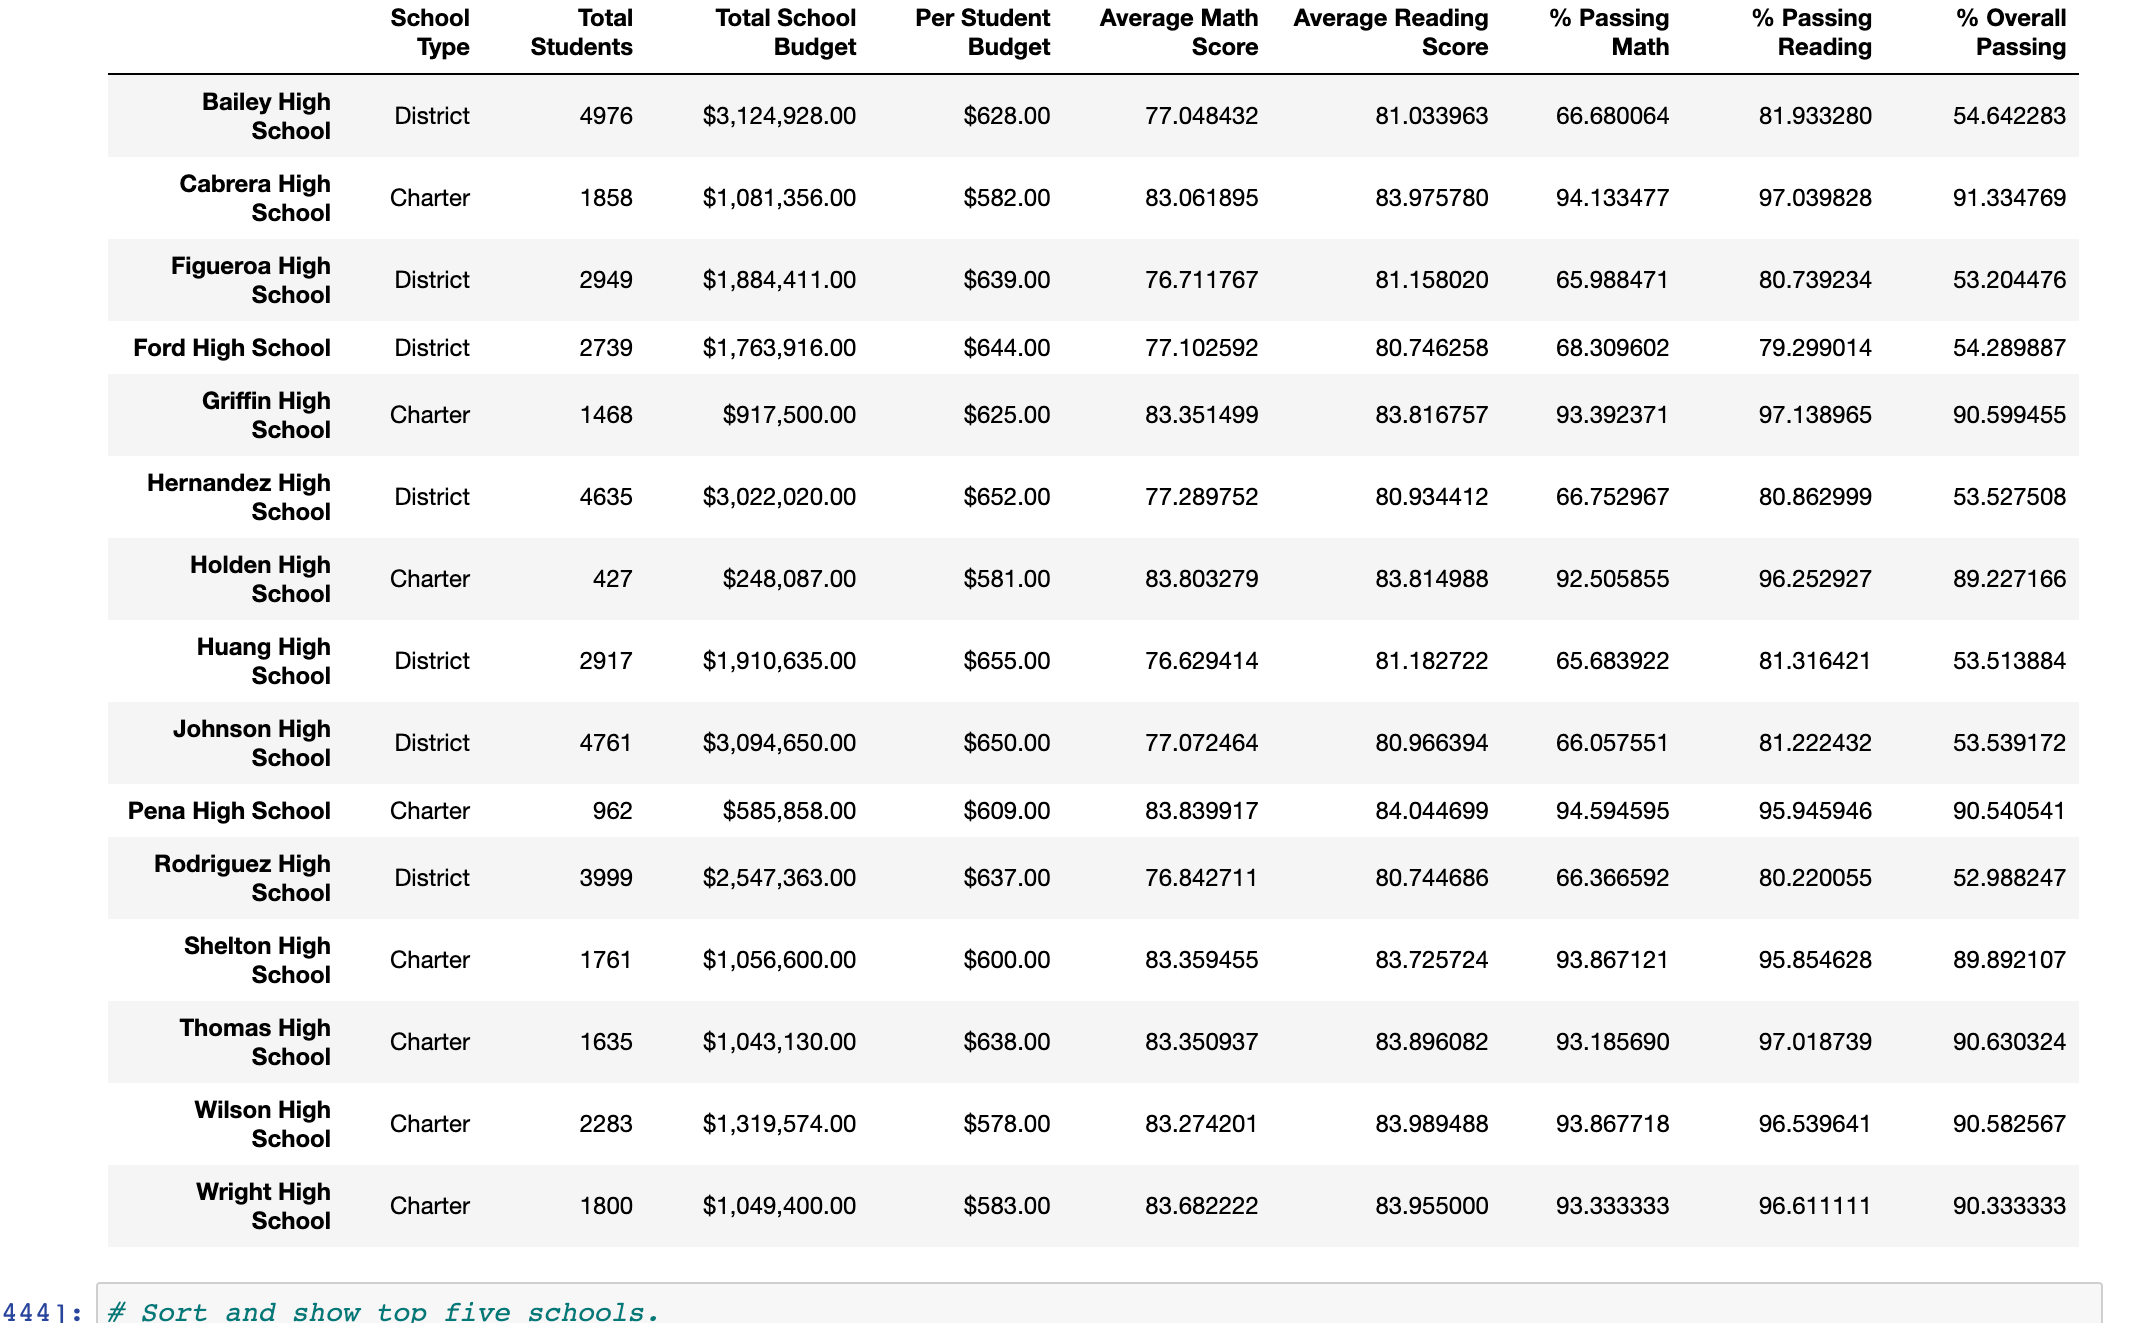 School Type Total Students Total School Budget Per Student Budget Average Math Score Average Reading Score % Passing Math % Passing Reading % Overall Passing
Bailey High School District 4976 $3,124,928.00 $628.00 77.048432 81.033963 66.680064 81.933280 54.642283
Cabrera High School Charter 1858 $1,081,356.00 $582.00 83.061895 83.975780 94.133477 97.039828 91.334769
Figueroa High School District 2949 $1,884,411.00 $639.00 76.711767 81.158020 65.988471 80.739234 53.204476
Ford High School District 2739 $1,763,916.00 $644.00 77.102592 80.746258 68.309602 79.299014 54.289887
Griffin High School Charter 1468 $917,500.00 $625.00 83.351499 83.816757 93.392371 97.138965 90.599455
Hernandez High School District 4635 $3,022,020.00 $652.00 77.289752 80.934412 66.752967 80.862999 53.527508
Holden High School Charter 427 $248,087.00 $581.00 83.803279 83.814988 92.505855 96.252927 89.227166
Huang High School District 2917 $1,910,635.00 $655.00 76.629414 81.182722 65.683922 81.316421 53.513884
Johnson High School District 4761 $3,094,650.00 $650.00 77.072464 80.966394 66.057551 81.222432 53.539172
Pena High School Charter 962 $585,858.00 $609.00 83.839917 84.044699 94.594595 95.945946 90.540541
Rodriguez High School District 3999 $2,547,363.00 $637.00 76.842711 80.744686 66.366592 80.220055 52.988247
Shelton High School Charter 1761 $1,056,600.00 $600.00 83.359455 83.725724 93.867121 95.854628 89.892107
Thomas High School Charter 1635 $1,043,130.00 $638.00 83.350937 83.896082 93.185690 97.018739 90.630324
Wilson High School Charter 2283 $1,319,574.00 $578.00 83.274201 83.989488 93.867718 96.539641 90.582567
Wright High School Charter 1800 $1,049,400.00 $583.00 83.682222 83.955000 93.333333 96.611111 90.333333
444]: # Sort and show top five schools.